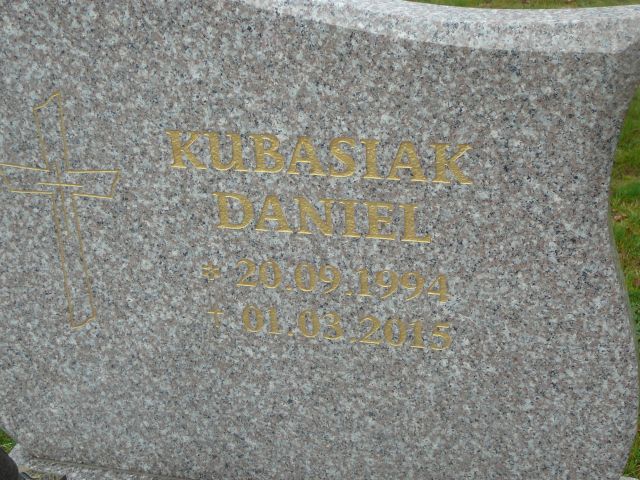 KUBASIAK
DANIEL
* 20.09.1994
† 01.03.2015